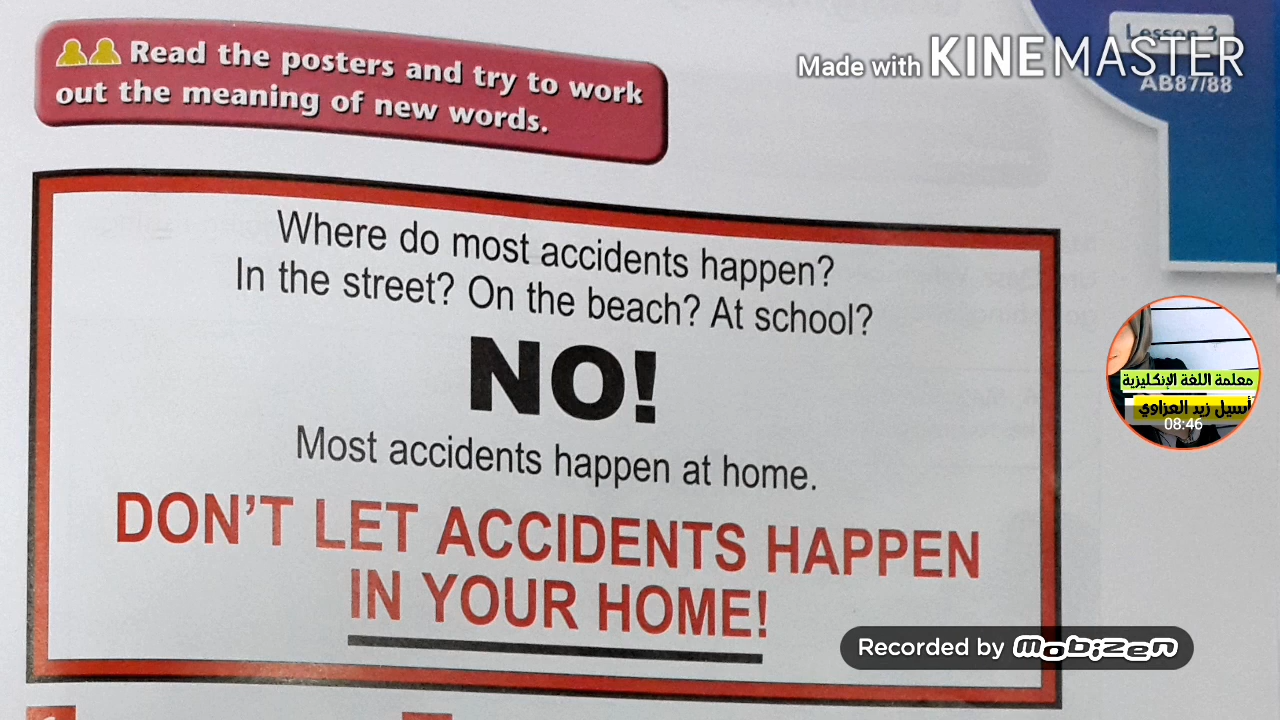 Read the posters and try to work
out the meaning of new words.
Made with KINEMASTER
Lesson 3
AB87/88
Where do most accidents happen?
In the street? On the beach? At school?
NO!
Most accidents happen at home.
DON'T LET ACCIDENTS HAPPEN
IN YOUR HOME!
معلمة اللغة الإنكليزية
أسيل زيد العزاوي
08:46
Recorded by mobizen